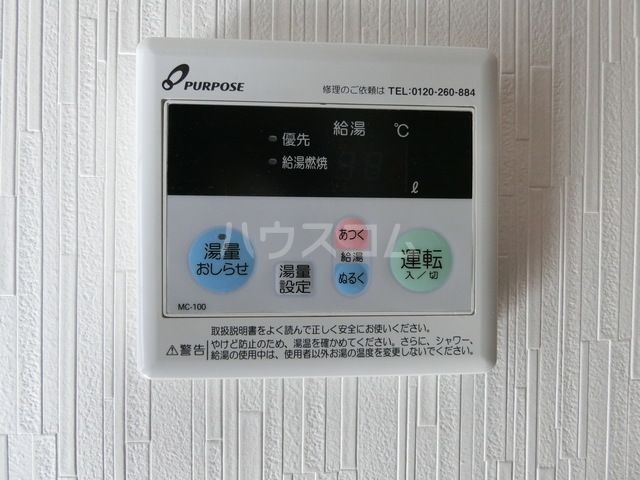 PURPOSE
修理のご依頼は TEL:0120-260-884
給湯 ℃
優先
給湯燃焼
ℓ
湯量
おしらせ
湯量
設定
あつく
給湯
ぬるく
運転
入/切
MC-100
ハウスコム
取扱説明書をよく読んで正しく安全にお使いください。
⚠警告
やけど防止のため、湯温を確かめてください。さらに、シャワー、
給湯の使用中は、使用者以外お湯の温度を変更しないでください。